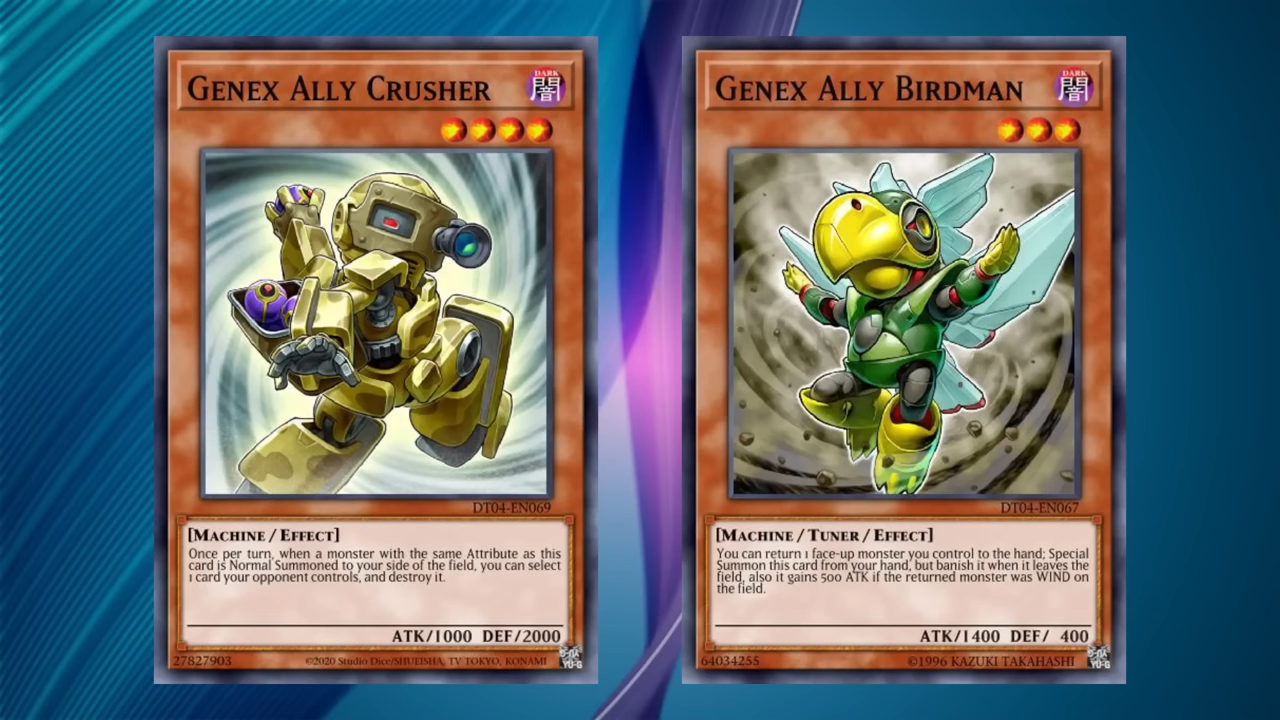 GENEX ALLY CRUSHER
DARK
闇
DT04-EN069
[MACHINE / EFFECT]
Once per turn, when a monster with the same Attribute as this
card is Normal Summoned to your side of the field, you can select
1 card your opponent controls, and destroy it.
ATK/1000 DEF/2000
27827903
©2020 Studio Dice/SHUEISHA, TV TOKYO, KONAMI
GENEX ALLY BIRDMAN
DARK
闇
DT04-EN067
[MACHINE / TUNER / EFFECT]
You can return 1 face-up monster you control to the hand; Special
Summon this card from your hand, but banish it when it leaves the
field, also it gains 500 ATK if the returned monster was WIND on
the field.
ATK/1400 DEF/ 400
64034255
©1996 KAZUKI TAKAHASHI